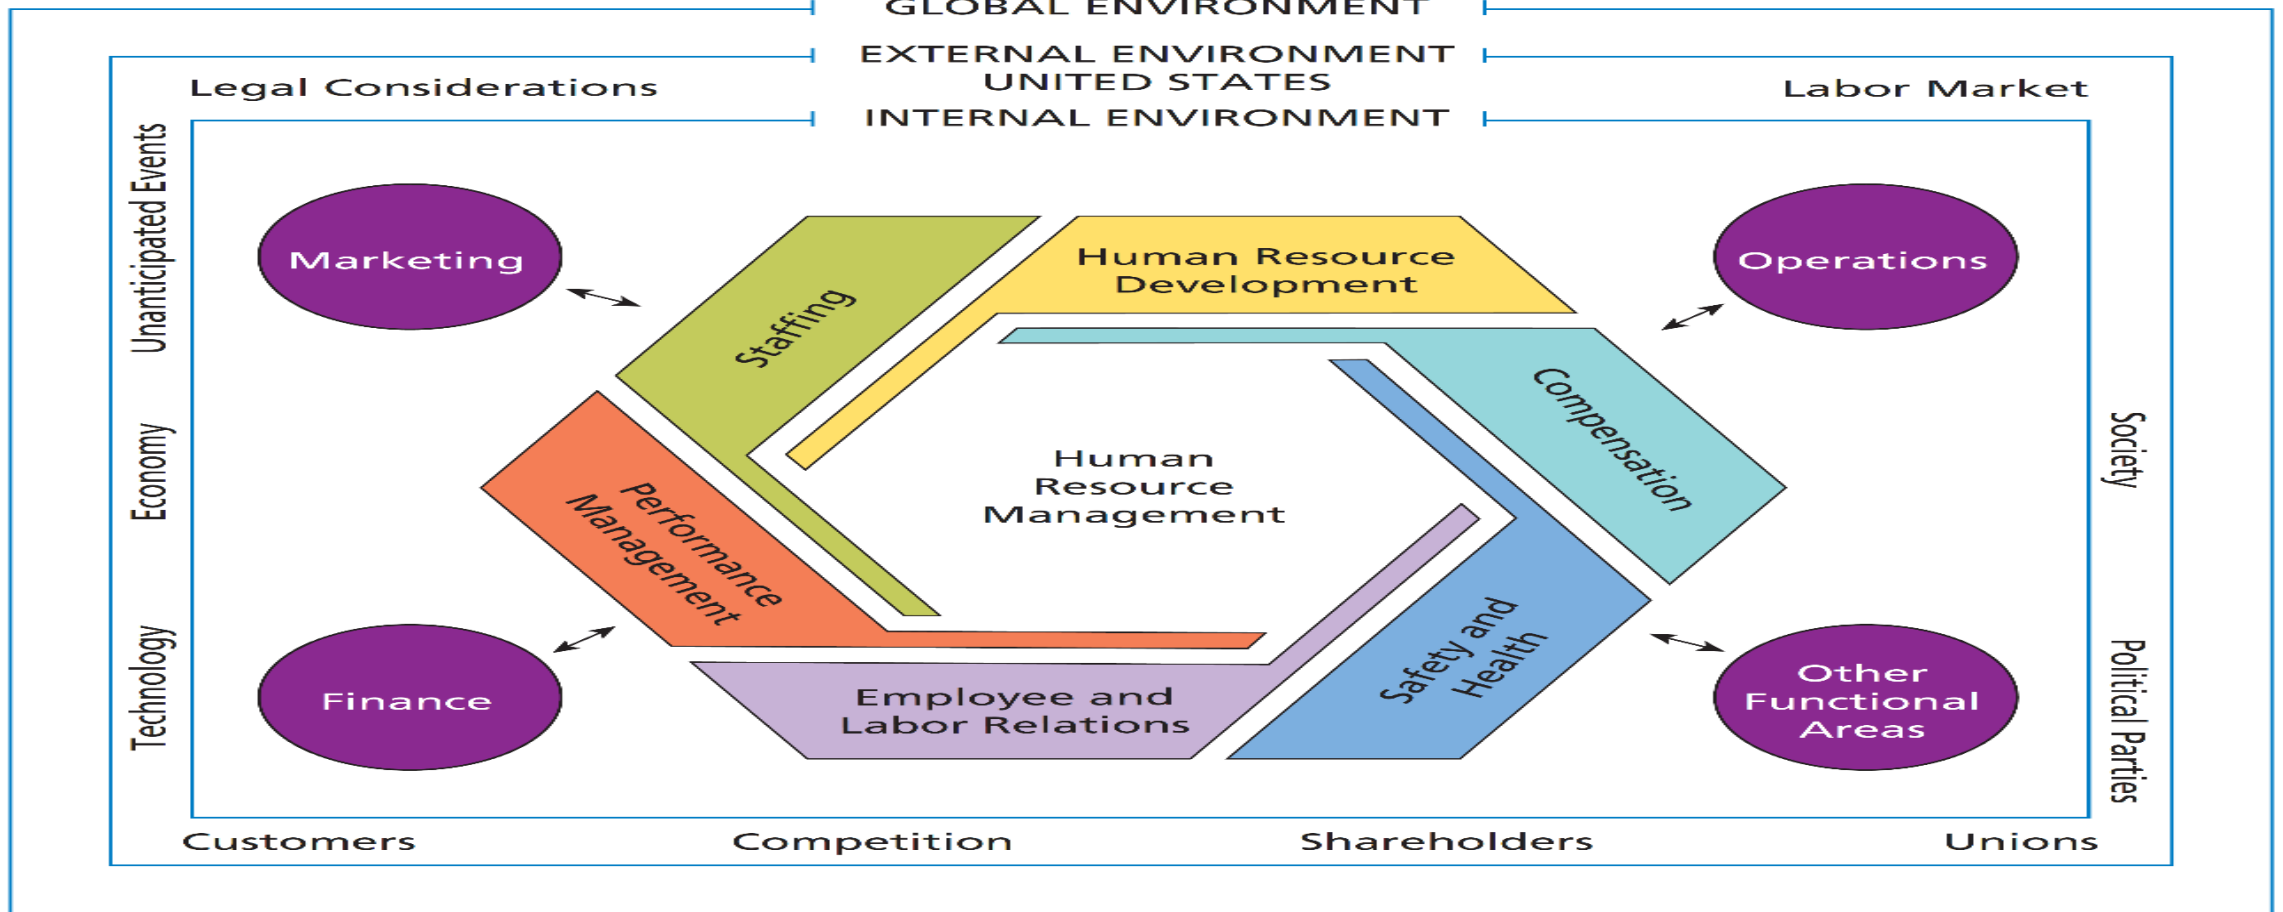 GLOBAL ENVIRONMENT
EXTERNAL ENVIRONMENT
UNITED STATES
Legal Considerations
Labor Market
INTERNAL ENVIRONMENT
Unanticipated Events
Economy
Technology
Marketing
Operations
Staffing
Human Resource
Development
Compensation
Human
Resource
Management
Performance
Management
Safety and
Health
Employee and
Labor Relations
Finance
Other
Functional
Areas
Society
Political Parties
Customers
Competition
Shareholders
Unions